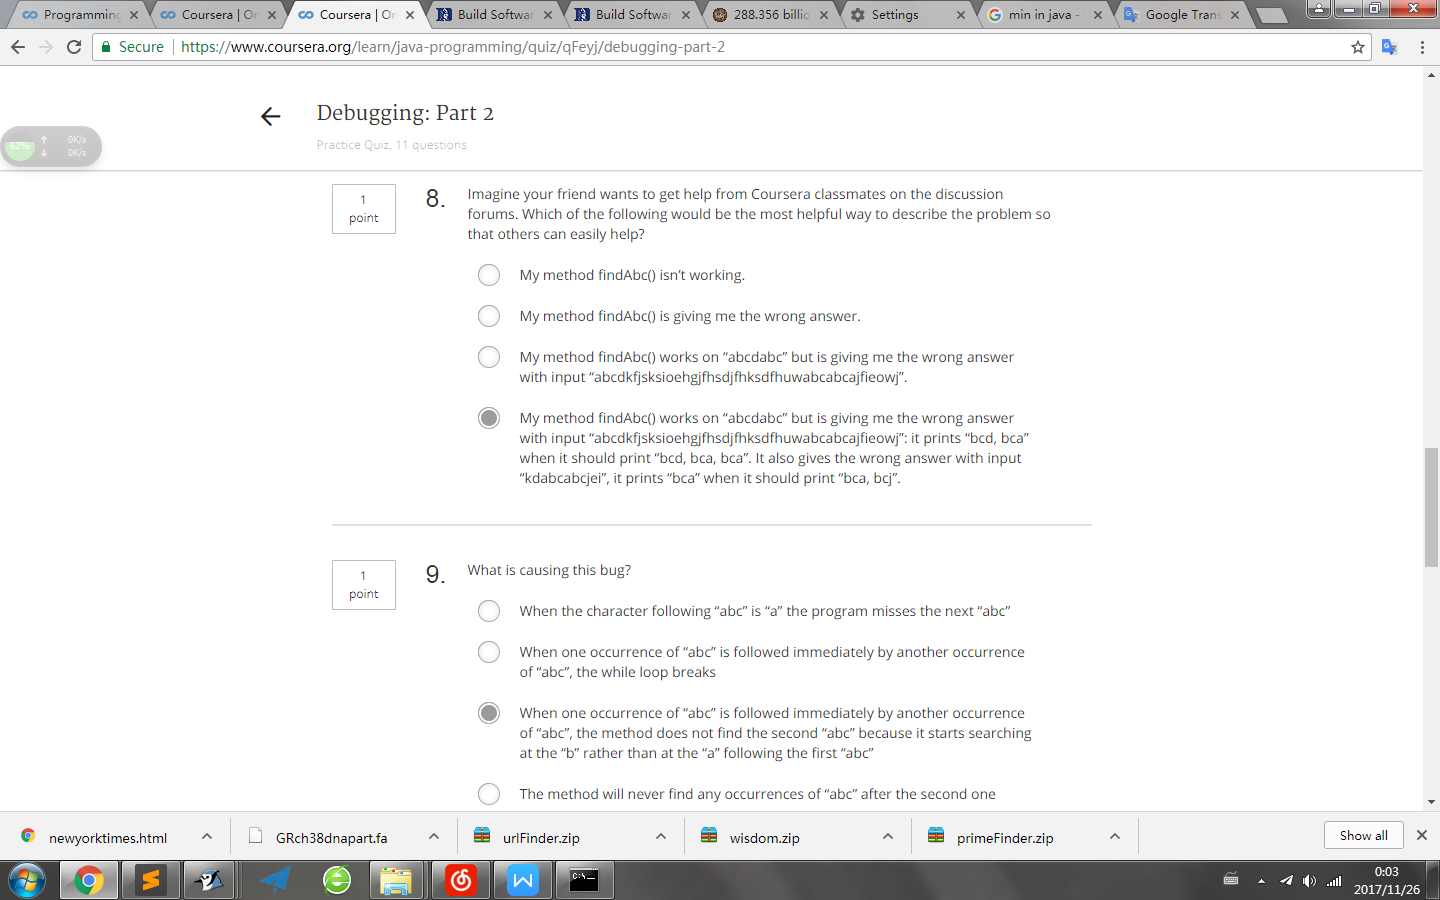 Programming
Coursera | On
Coursera | On
Build Softwar
Build Softwar
288.356 billio
Settings
min in java -
Google Trans
Secure
https://www.coursera.org/learn/java-programming/quiz/qFeyj/debugging-part-2
Debugging: Part 2
Practice Quiz, 11 questions
62%
0K/s
0K/s
1
point
8.
Imagine your friend wants to get help from Coursera classmates on the discussion
forums. Which of the following would be the most helpful way to describe the problem so
that others can easily help?
My method findAbc() isn’t working.
My method findAbc() is giving me the wrong answer.
My method findAbc() works on “abcdabc” but is giving me the wrong answer
with input “abcdkfjsksioehgjfhsdjfhksdfhuwabcabcajfieowj”.
My method findAbc() works on “abcdabc” but is giving me the wrong answer
with input “abcdkfjsksioehgjfhsdjfhksdfhuwabcabcajfieowj”: it prints “bcd, bca”
when it should print “bcd, bca, bca”. It also gives the wrong answer with input
“kdabcabcjei”, it prints “bca” when it should print “bca, bcj”.
1
point
9.
What is causing this bug?
When the character following “abc” is “a” the program misses the next “abc”
When one occurrence of “abc” is followed immediately by another occurrence
of “abc”, the while loop breaks
When one occurrence of “abc” is followed immediately by another occurrence
of “abc”, the method does not find the second “abc” because it starts searching
at the “b” rather than at the “a” following the first “abc”
The method will never find any occurrences of “abc” after the second one
newyorktimes.html
GRch38dnapart.fa
urlFinder.zip
wisdom.zip
primeFinder.zip
Show all
0:03
2017/11/26